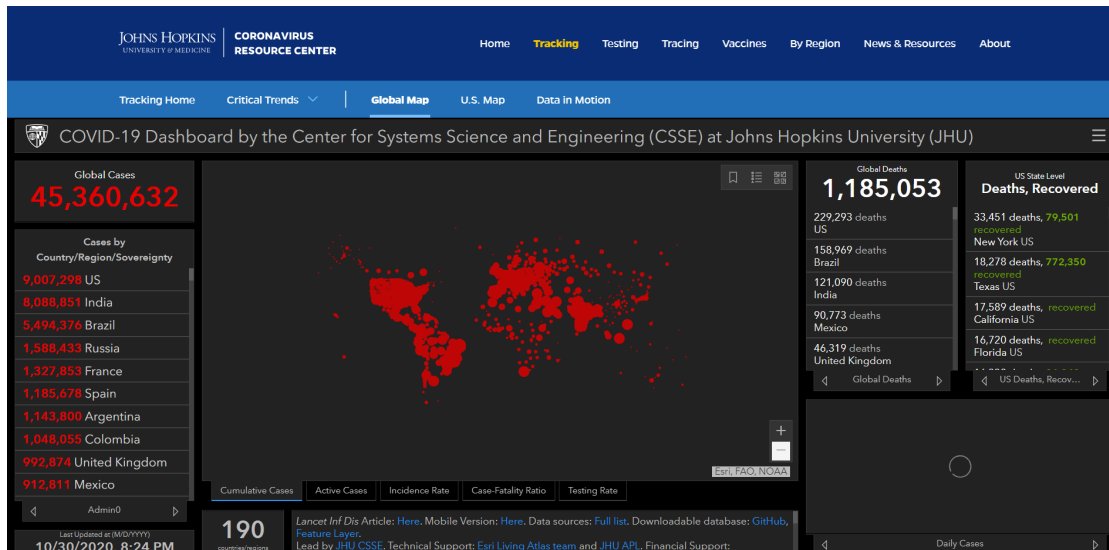 JOHNS HOPKINS
UNIVERSITY & MEDICINE
CORONAVIRUS
RESOURCE CENTER
Home Tracking Testing Tracing Vaccines By Region News & Resources About
Tracking Home Critical Trends Global Map U.S. Map Data in Motion
COVID-19 Dashboard by the Center for Systems Science and Engineering (CSSE) at Johns Hopkins University (JHU)
Global Cases
45,360,632
Cases by
Country/Region/Sovereignty
9,007,298 US
8,088,851 India
5,494,376 Brazil
1,588,433 Russia
1,327,853 France
1,185,678 Spain
1,143,800 Argentina
1,048,055 Colombia
992,874 United Kingdom
912,811 Mexico
Admin0
Last Updated at (M/D/YYYY)
10/30/2020, 8:24 PM
Esri, FAO, NOAA
Cumulative Cases Active Cases Incidence Rate Case-Fatality Ratio Testing Rate
190
countries/regions
Lancet Inf Dis Article: Here. Mobile Version: Here. Data sources: Full list. Downloadable database: GitHub,
Feature Layer.
Lead by JHU CSSE. Technical Support: Esri Living Atlas team and JHU APL. Financial Support:
Global Deaths
1,185,053
229,293 deaths
US
158,969 deaths
Brazil
121,090 deaths
India
90,773 deaths
Mexico
46,319 deaths
United Kingdom
Global Deaths
US State Level
Deaths, Recovered
33,451 deaths, 79,501
recovered
New York US
18,278 deaths, 772,350
recovered
Texas US
17,589 deaths, recovered
California US
16,720 deaths, recovered
Florida US
US Deaths, Recov...
Daily Cases